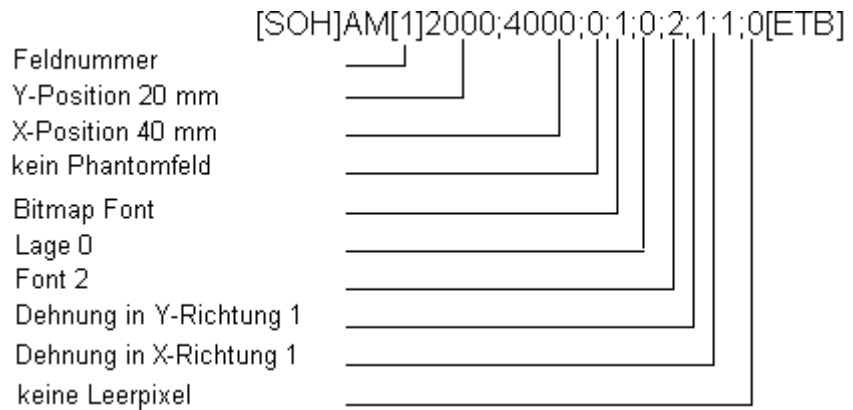 [SOH]AM[1]2000;4000;0;1;0;2;1;1;0[ETB]
Feldnummer
Y-Position 20 mm
X-Position 40 mm
kein Phantomfeld
Bitmap Font
Lage 0
Font 2
Dehnung in Y-Richtung 1
Dehnung in X-Richtung 1
keine Leerpixel